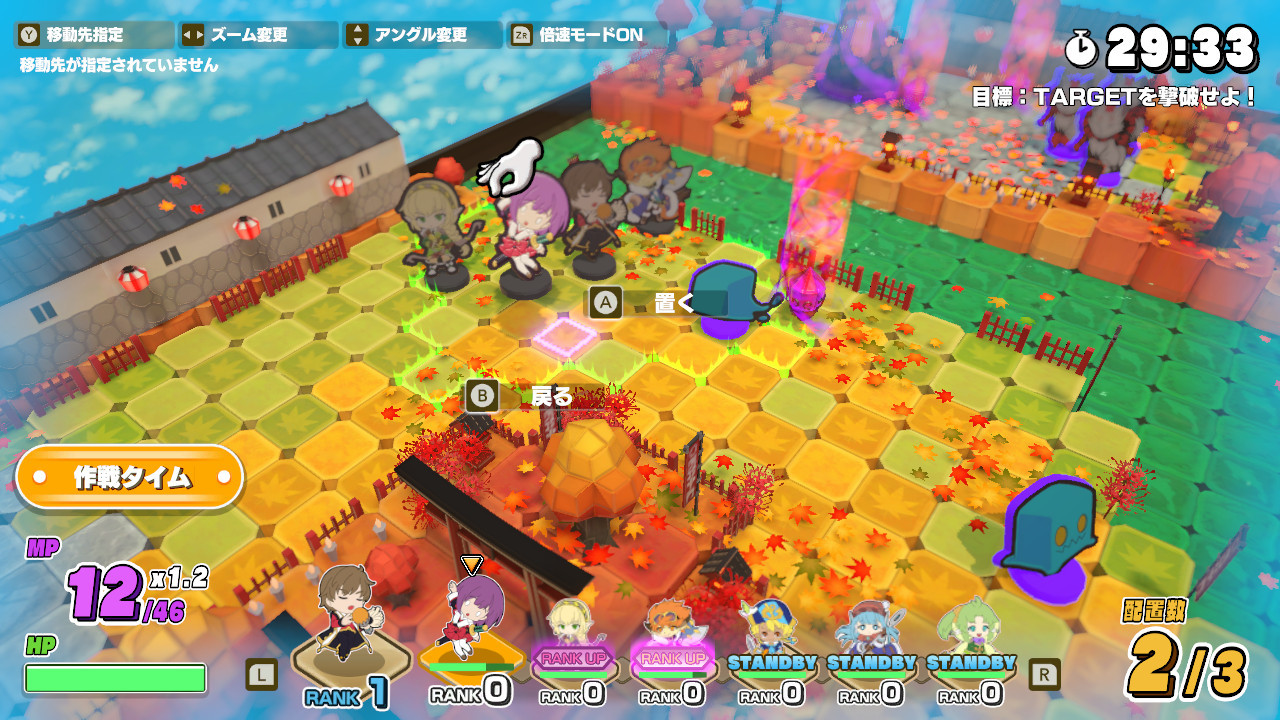 Y 移動先指定
ズーム変更
アングル変更
ZR 倍速モードON
移動先が指定されていません
29:33
目標：TARGETを撃破せよ！
A 置く
B 戻る
作戦タイム
MP
12/46 x1.2
HP
L
RANK 1
RANK 0
RANK UP
RANK 0
RANK UP
RANK 0
STANDBY
RANK 0
STANDBY
RANK 0
STANDBY
RANK 0
R
配置数
2/3